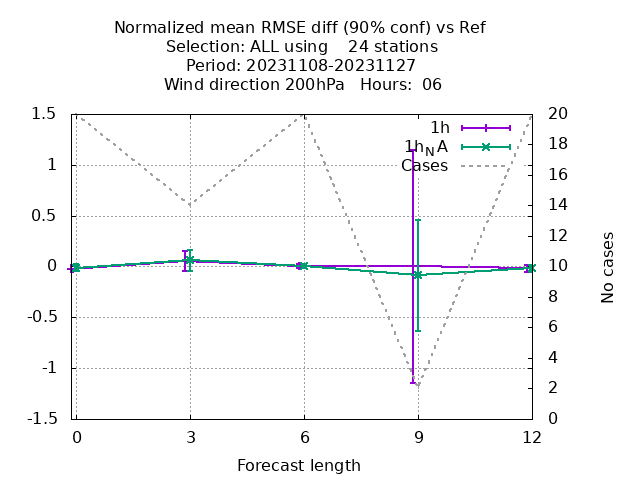 Normalized mean RMSE diff (90% conf) vs Ref
Selection: ALL using    24 stations
Period: 20231108-20231127
Wind direction 200hPa   Hours:  06
1h
1hNA
Cases
1.5
1
0.5
0
-0.5
-1
-1.5
20
18
16
14
12
10
8
6
4
2
0
No cases
0 3 6 9 12
Forecast length